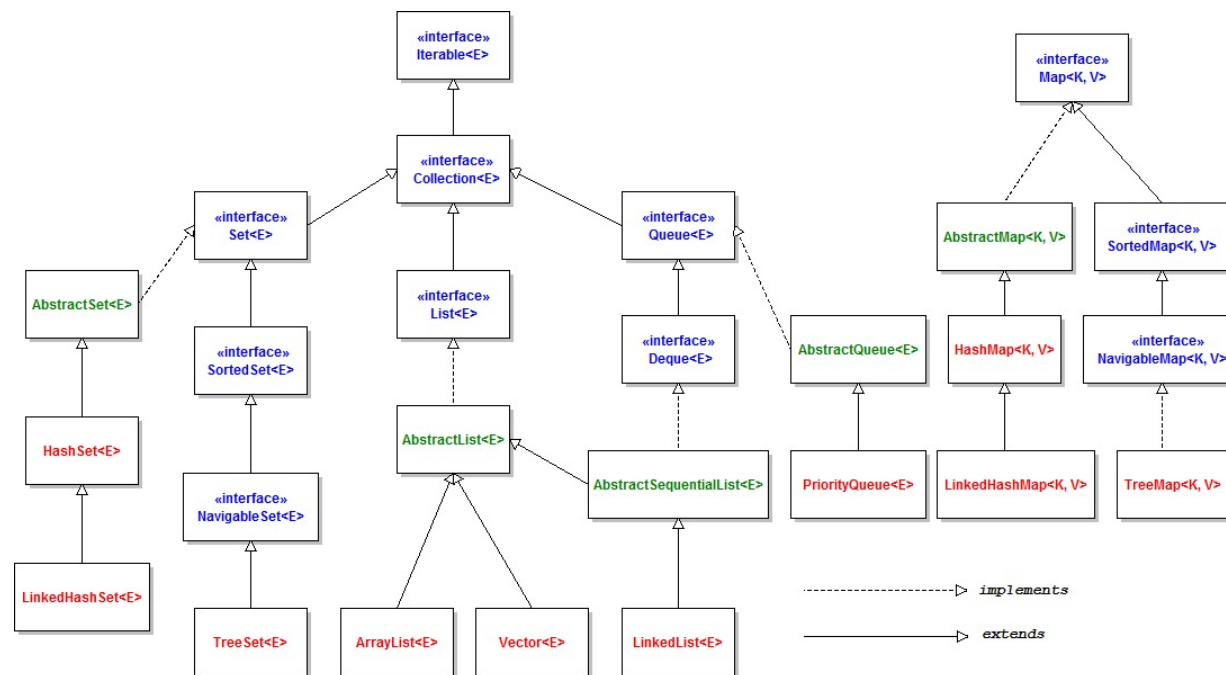 «interface»
Iterable<E>
«interface»
Map<K, V>
«interface»
Collection<E>
«interface»
Set<E>
«interface»
Queue<E>
AbstractMap<K, V>
«interface»
SortedMap<K, V>
AbstractSet<E>
«interface»
List<E>
«interface»
SortedSet<E>
«interface»
Deque<E>
AbstractQueue<E>
HashMap<K, V>
«interface»
NavigableMap<K, V>
HashSet<E>
AbstractList<E>
«interface»
NavigableSet<E>
AbstractSequentialList<E>
PriorityQueue<E>
LinkedHashMap<K, V>
TreeMap<K, V>
LinkedHashSet<E>
TreeSet<E>
ArrayList<E>
Vector<E>
LinkedList<E>
implements
extends